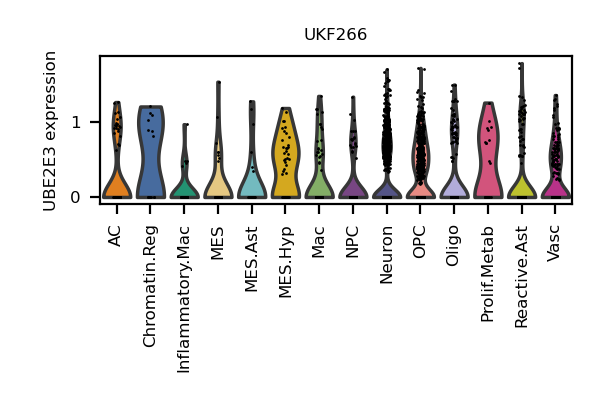 UKF266
UBE2E3 expression
1
0
AC
Chromatin.Reg
Inflammatory.Mac
MES
MES.Ast
MES.Hyp
Mac
NPC
Neuron
OPC
Oligo
Prolif.Metab
Reactive.Ast
Vasc